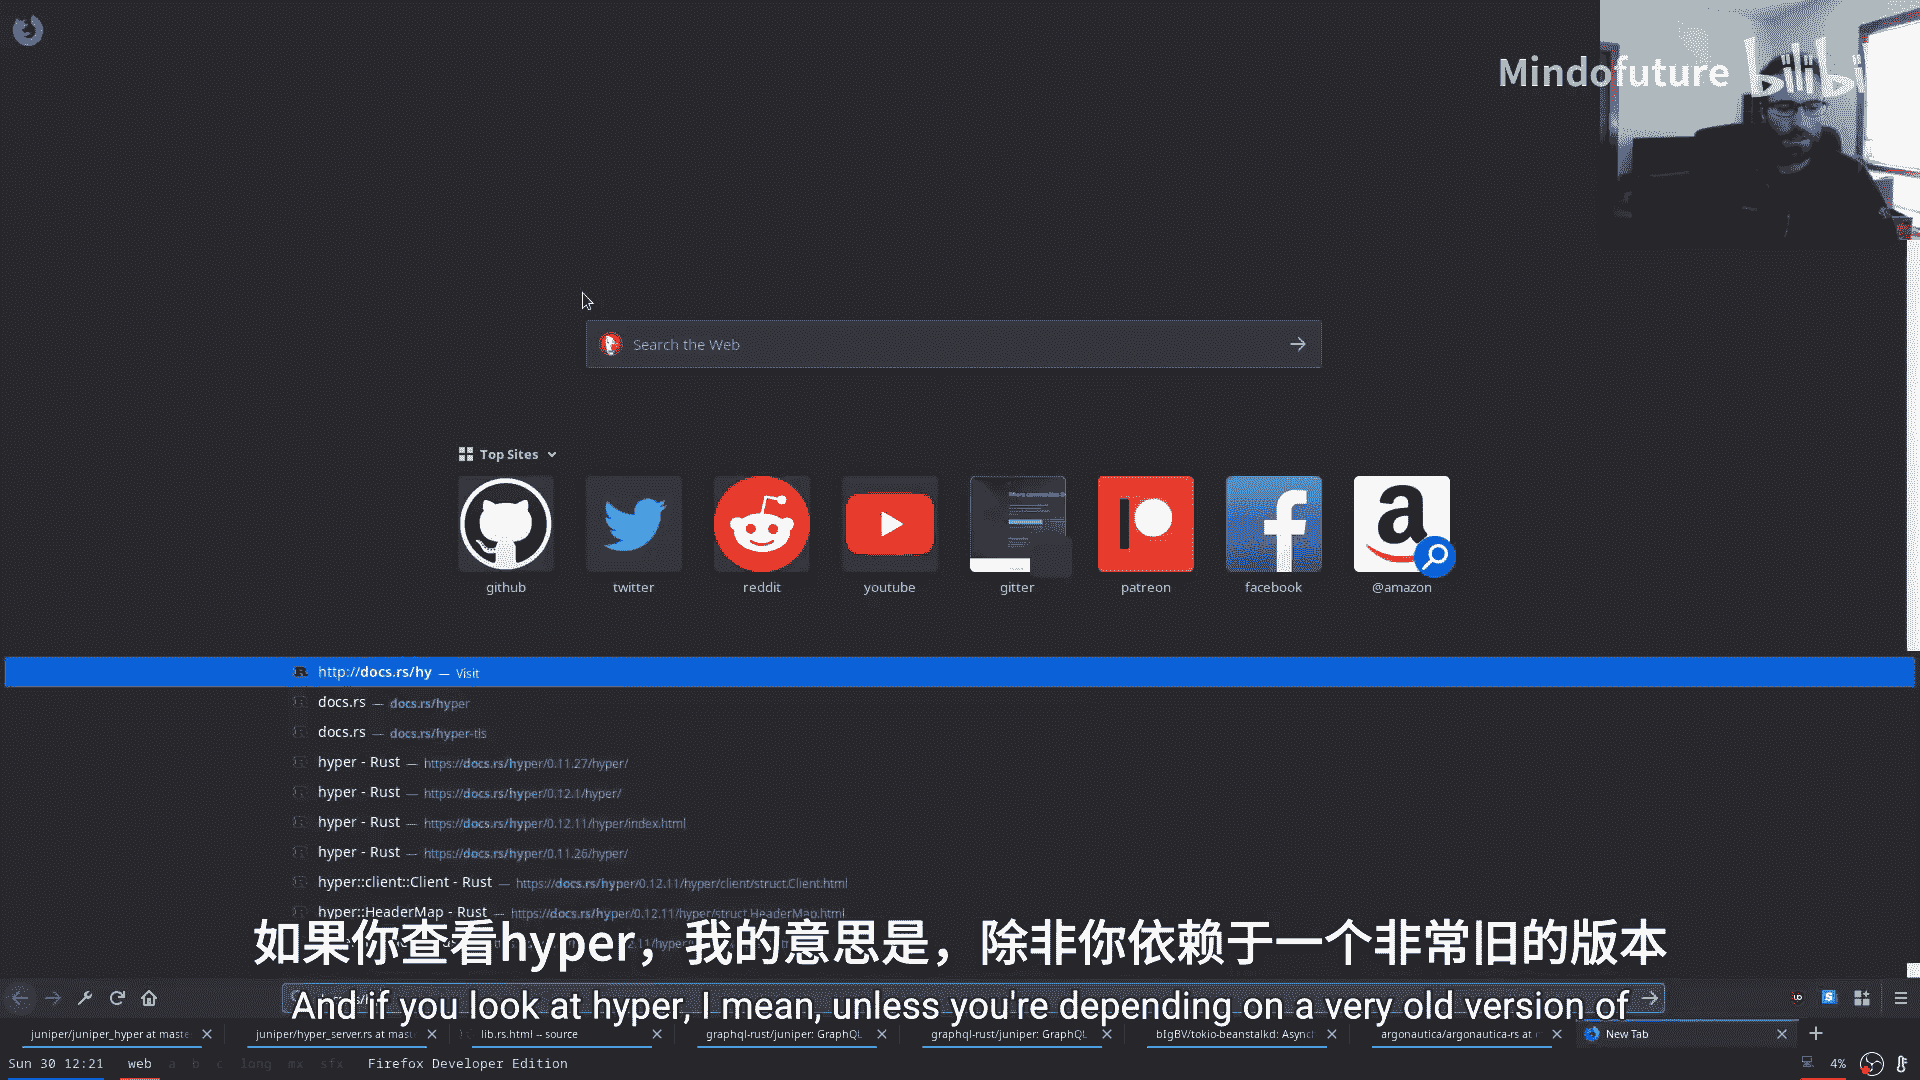 Mindofuture bilibili
Search the Web
Top Sites
github
twitter
reddit
youtube
gitter
patreon
facebook
@amazon
http://docs.rs/hy — Visit
docs.rs — docs.rs/hyper
docs.rs — docs.rs/hyper-tls
hyper - Rust — https://docs.rs/hyper/0.11.27/hyper/
hyper - Rust — https://docs.rs/hyper/0.12.1/hyper/
hyper - Rust — https://docs.rs/hyper/0.12.11/hyper/index.html
hyper - Rust — https://docs.rs/hyper/0.11.26/hyper/
hyper::client::Client - Rust — https://docs.rs/hyper/0.12.11/hyper/client/struct.Client.html
hyper::HeaderMap - Rust — https://docs.rs/hyper/0.12.11/hyper/struct.HeaderMap.html
如果你查看hyper，我的意思是，除非你依赖于一个非常旧的版本
And if you look at hyper, I mean, unless you're depending on a very old version of
juniper/juniper_hyper at maste
juniper/hyper_server.rs at mast
lib.rs.html -- source
graphql-rust/juniper: GraphQL
graphql-rust/juniper: GraphQL
bIgBV/tokio-beanstalkd: Async
argonautica/argonautica-rs at
New Tab
Sun 30 12:21 web a b c lang mx sfx Firefox Developer Edition 4%